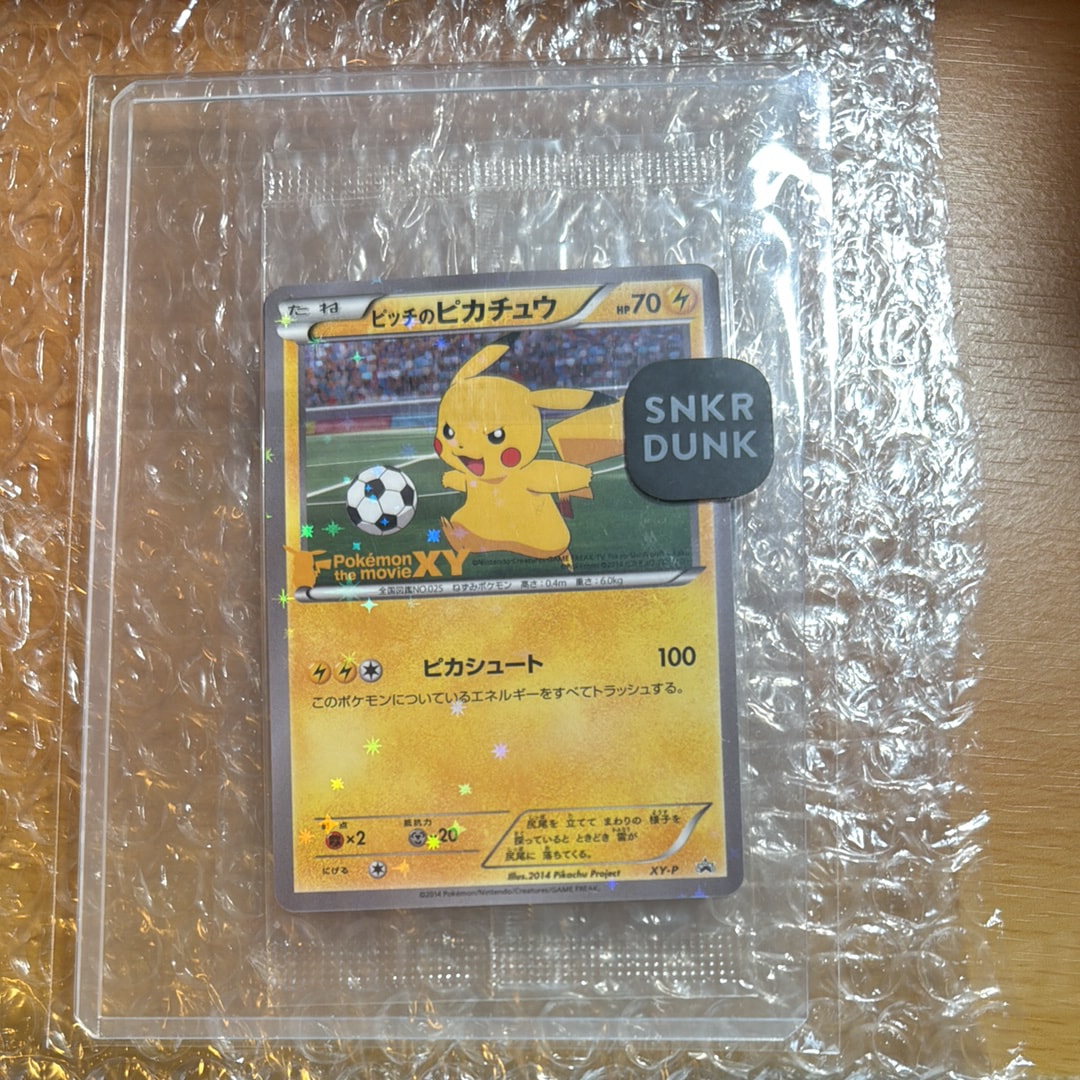 たね
ピッチのピカチュウ
HP70
SNKR
DUNK
Pokémon
the movie XY
全国図鑑NO.025 ねずみポケモン 高さ：0.4m 重さ：6.0kg
ピカシュート 100
このポケモンについているエネルギーをすべてトラッシュする。
弱点
×2
抵抗力
-20
にげる
尻尾を 立てて まわりの 様子を
探っていると ときどき 雷が
尻尾に 落ちてくる。
Illus.2014 Pikachu Project
XY-P
©2014 Pokémon/Nintendo/Creatures/GAME FREAK.